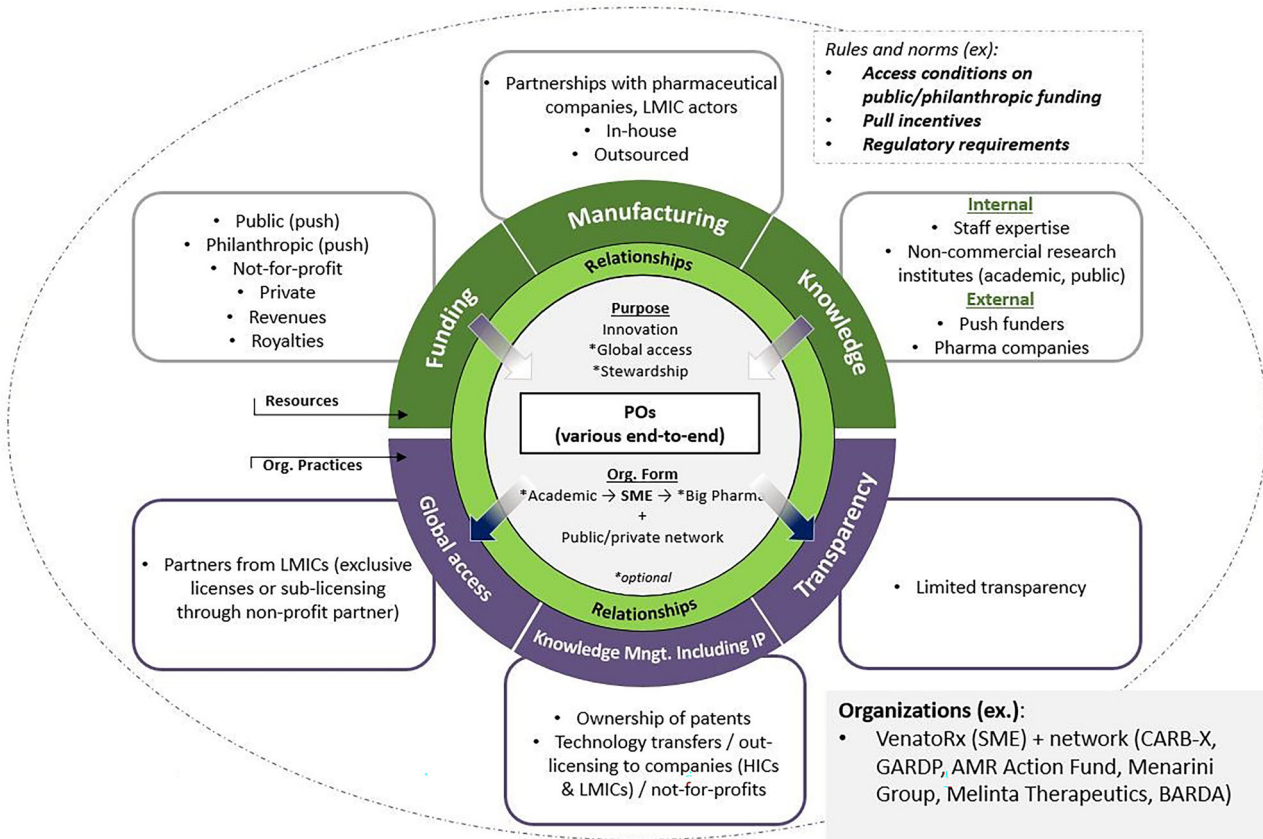 Rules and norms (ex):
• Access conditions on
public/philanthropic funding
• Pull incentives
• Regulatory requirements
• Partnerships with pharmaceutical
companies, LMIC actors
• In-house
• Outsourced
• Public (push)
• Philanthropic (push)
• Not-for-profit
• Private
• Revenues
• Royalties
Internal
• Staff expertise
• Non-commercial research
institutes (academic, public)
External
• Push funders
• Pharma companies
Funding
Manufacturing
Knowledge
Relationships
Purpose
Innovation
*Global access
*Stewardship
POs
(various end-to-end)
Org. Form
*Academic → SME → *Big Pharma
+
Public/private network
*optional
Relationships
Resources
Org. Practices
Global access
Knowledge Mngt. Including IP
Transparency
• Partners from LMICs (exclusive
licenses or sub-licensing
through non-profit partner)
• Limited transparency
• Ownership of patents
• Technology transfers / out-
licensing to companies (HICs
& LMICs) / not-for-profits
Organizations (ex.):
• VenatoRx (SME) + network (CARB-X,
GARDP, AMR Action Fund, Menarini
Group, Melinta Therapeutics, BARDA)